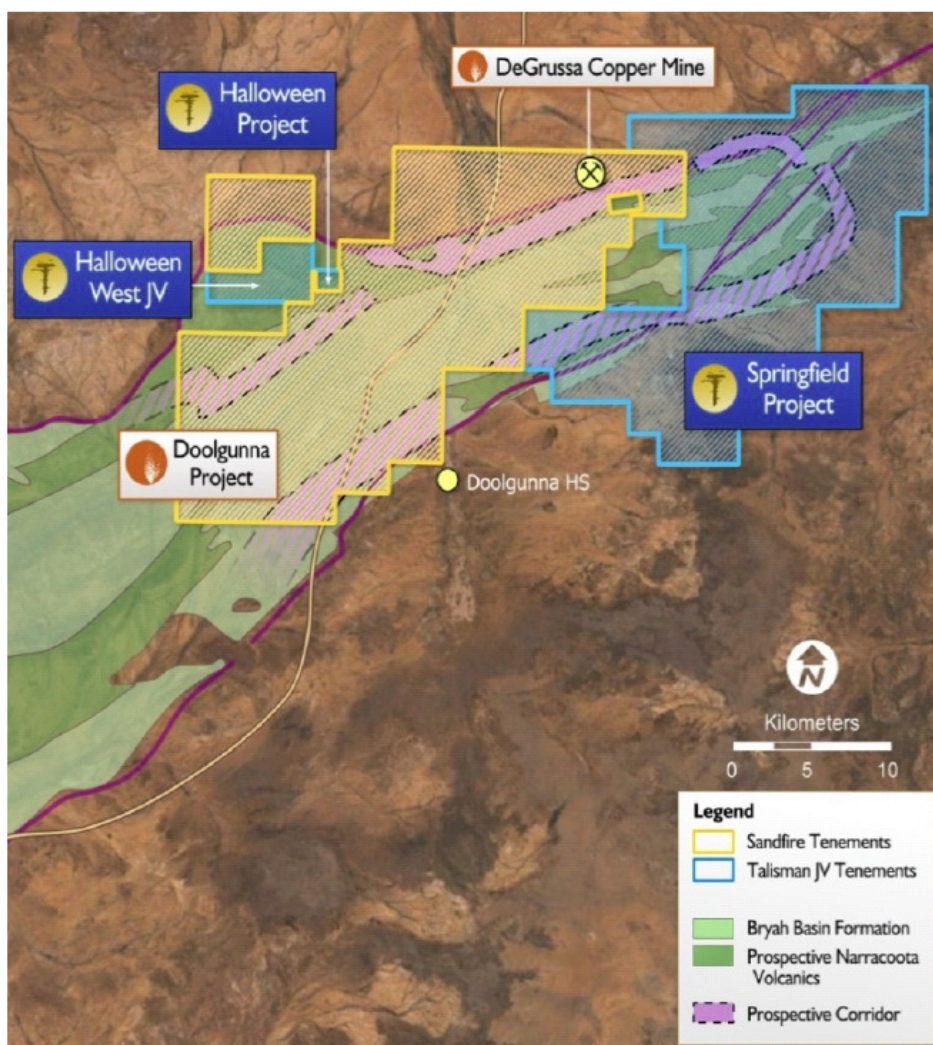 DeGrussa Copper Mine
Halloween
Project
Halloween
West JV
Springfield
Project
Doolgunna
Project
Doolgunna HS
N
Kilometers
0 5 10
Legend
Sandfire Tenements
Talisman JV Tenements
Bryah Basin Formation
Prospective Narracoota
Volcanics
Prospective Corridor